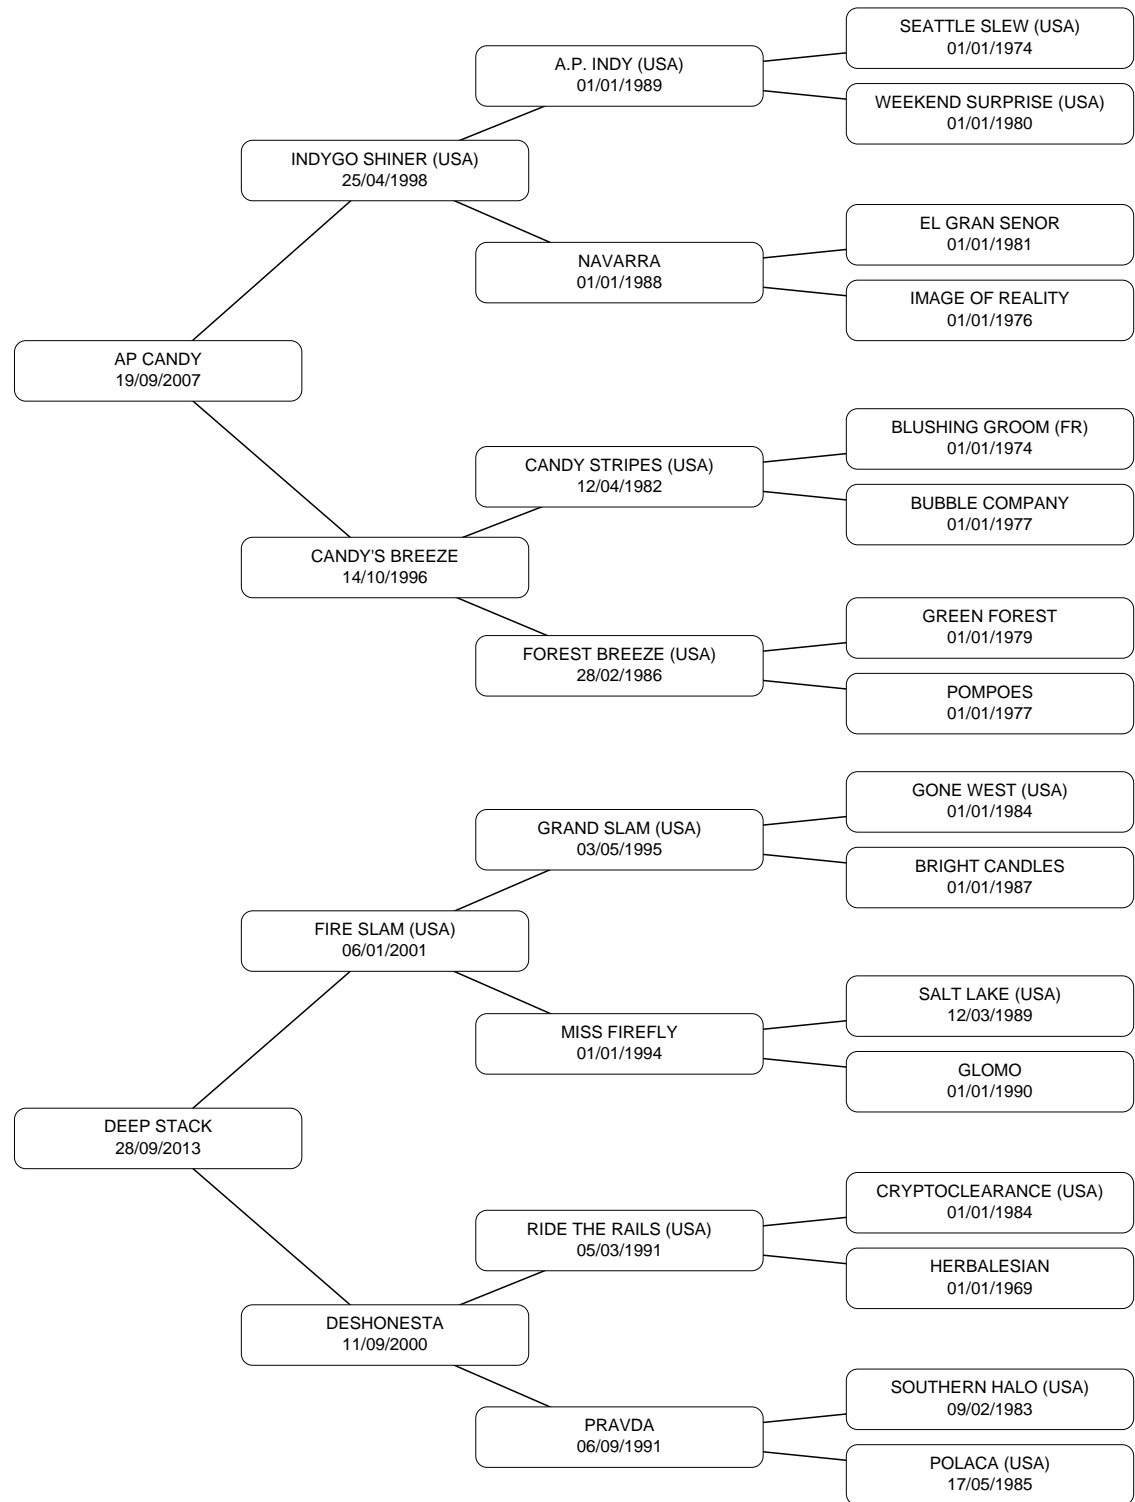 SEATTLE SLEW (USA)
01/01/1974
A.P. INDY (USA)
01/01/1989
WEEKEND SURPRISE (USA)
01/01/1980
INDYGO SHINER (USA)
25/04/1998
EL GRAN SENOR
01/01/1981
NAVARRA
01/01/1988
IMAGE OF REALITY
01/01/1976
AP CANDY
19/09/2007
BLUSHING GROOM (FR)
01/01/1974
CANDY STRIPES (USA)
12/04/1982
BUBBLE COMPANY
01/01/1977
CANDY'S BREEZE
14/10/1996
GREEN FOREST
01/01/1979
FOREST BREEZE (USA)
28/02/1986
POMPOES
01/01/1977
GONE WEST (USA)
01/01/1984
GRAND SLAM (USA)
03/05/1995
BRIGHT CANDLES
01/01/1987
FIRE SLAM (USA)
06/01/2001
SALT LAKE (USA)
12/03/1989
MISS FIREFLY
01/01/1994
GLOMO
01/01/1990
DEEP STACK
28/09/2013
CRYPTOCLEARANCE (USA)
01/01/1984
RIDE THE RAILS (USA)
05/03/1991
HERBALESIAN
01/01/1969
DESHONESTA
11/09/2000
SOUTHERN HALO (USA)
09/02/1983
PRAVDA
06/09/1991
POLACA (USA)
17/05/1985